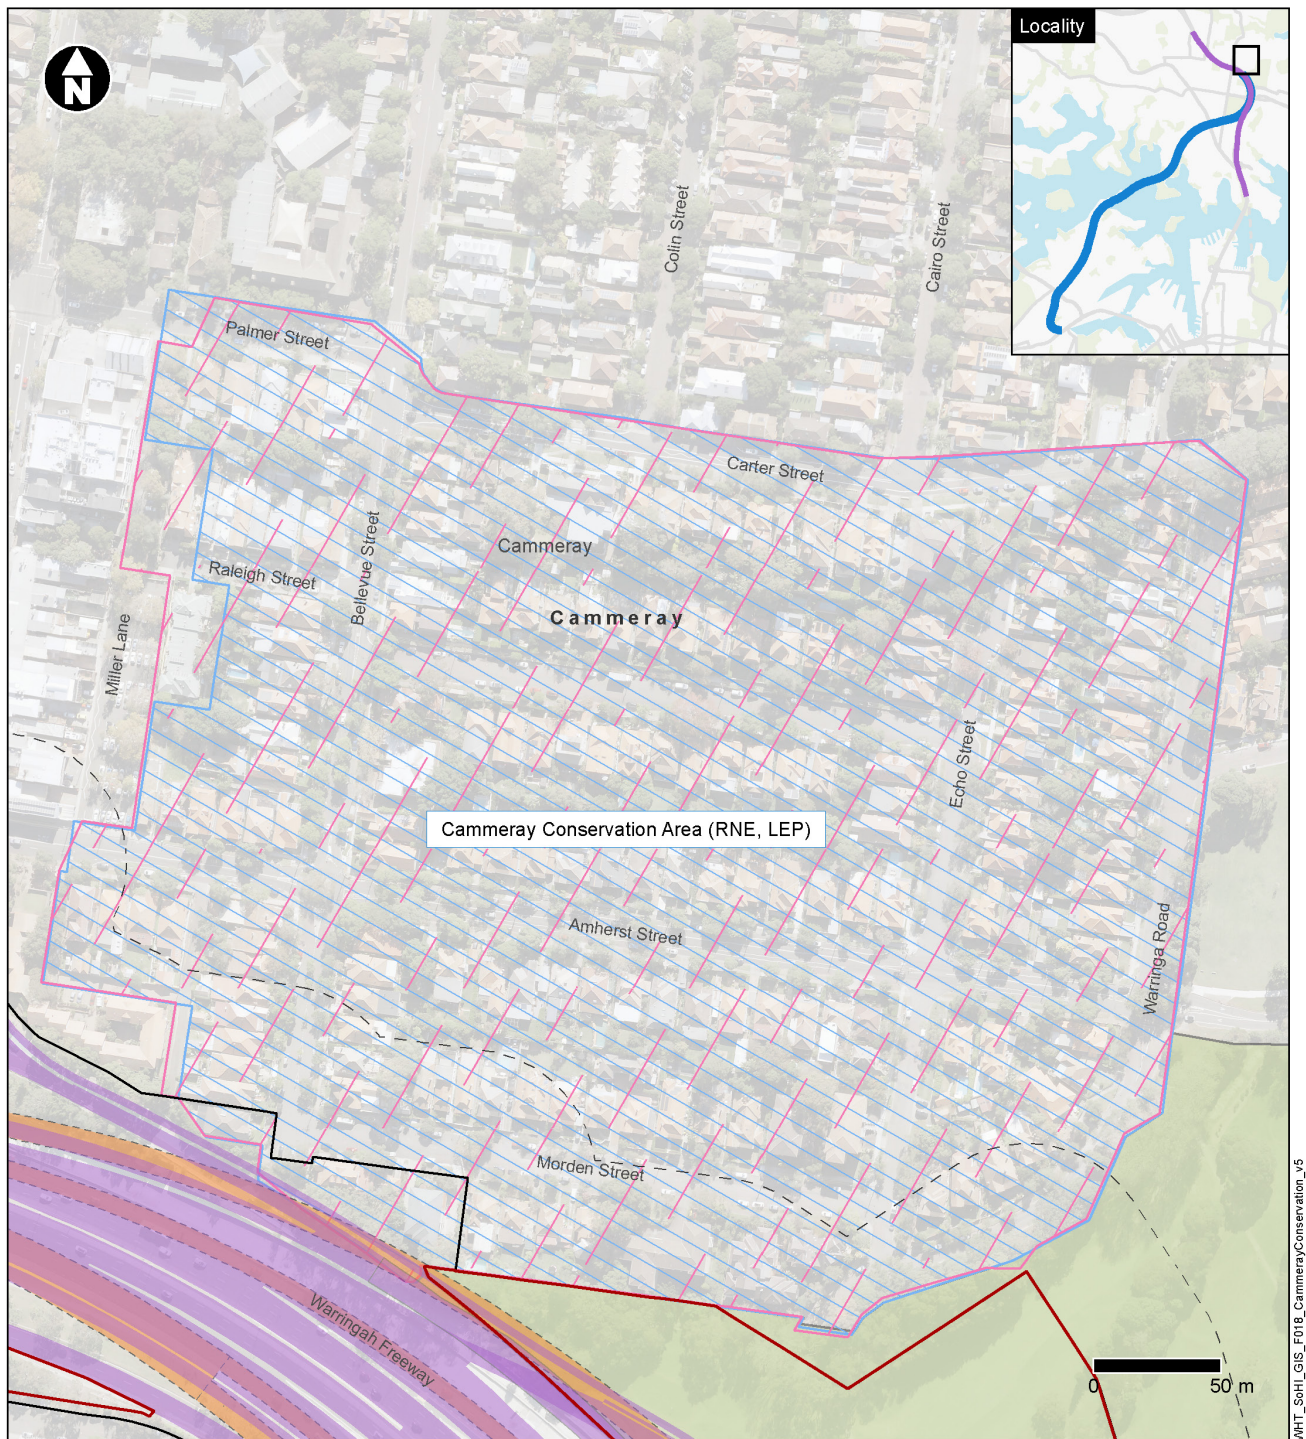 Locality
N
Colin Street
Cairo Street
Palmer Street
Carter Street
Bellevue Street
Cammeray
Raleigh Street
Cammeray
Miller Lane
Echo Street
Cammeray Conservation Area (RNE, LEP)
Amherst Street
Warringa Road
Morden Street
Warringah Freeway
0 50 m
WHT_SoHI_GIS_F018_CammerayConservation_v5